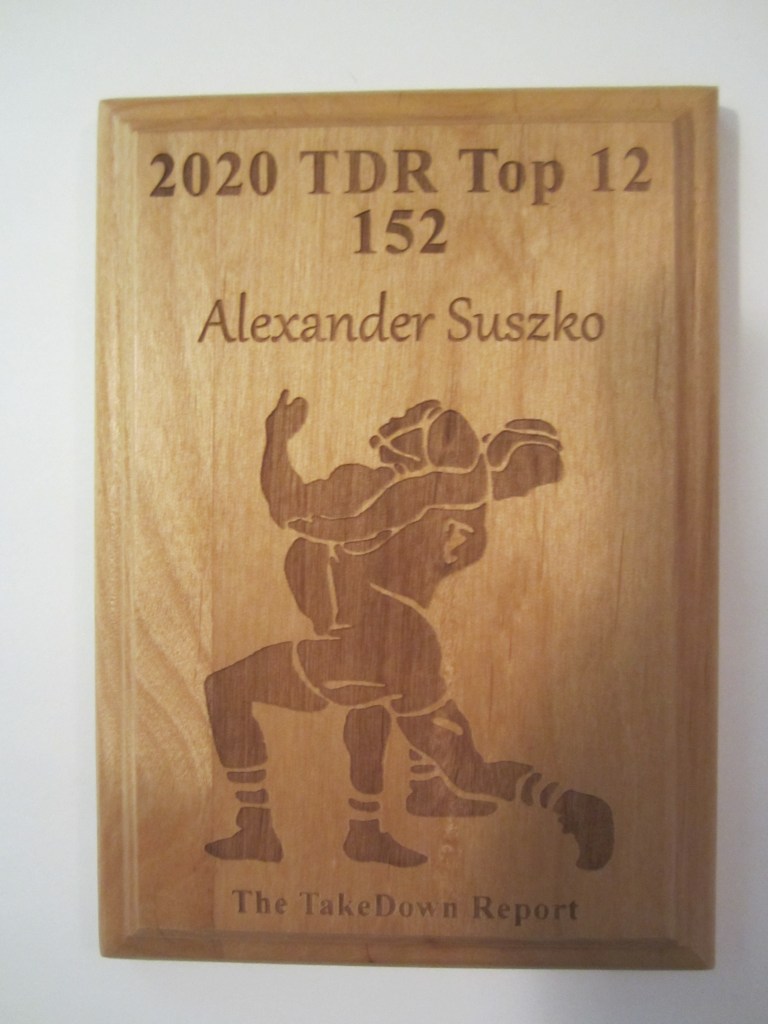 2020 TDR Top 12
152
Alexander Suszko
The TakeDown Report